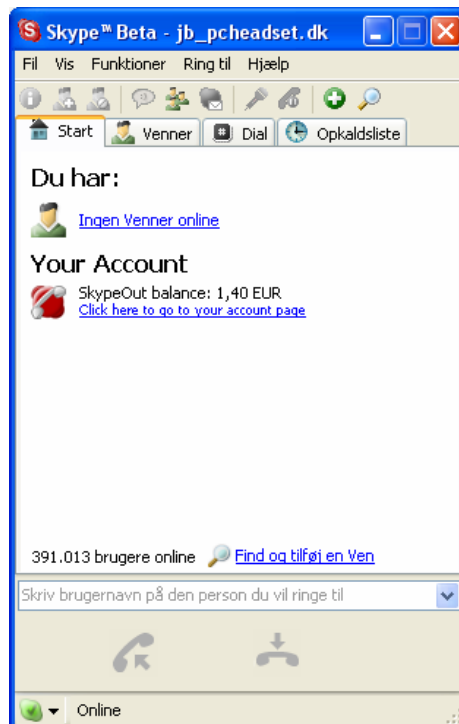 Skype™ Beta - jb_pcheadset.dk
Fil Vis Funktioner Ring til Hjælp
Start Venner Dial Opkaldsliste
Du har:
Ingen Venner online
Your Account
SkypeOut balance: 1,40 EUR
Click here to go to your account page
391.013 brugere online Find og tilføj en Ven
Skriv brugernavn på den person du vil ringe til
Online